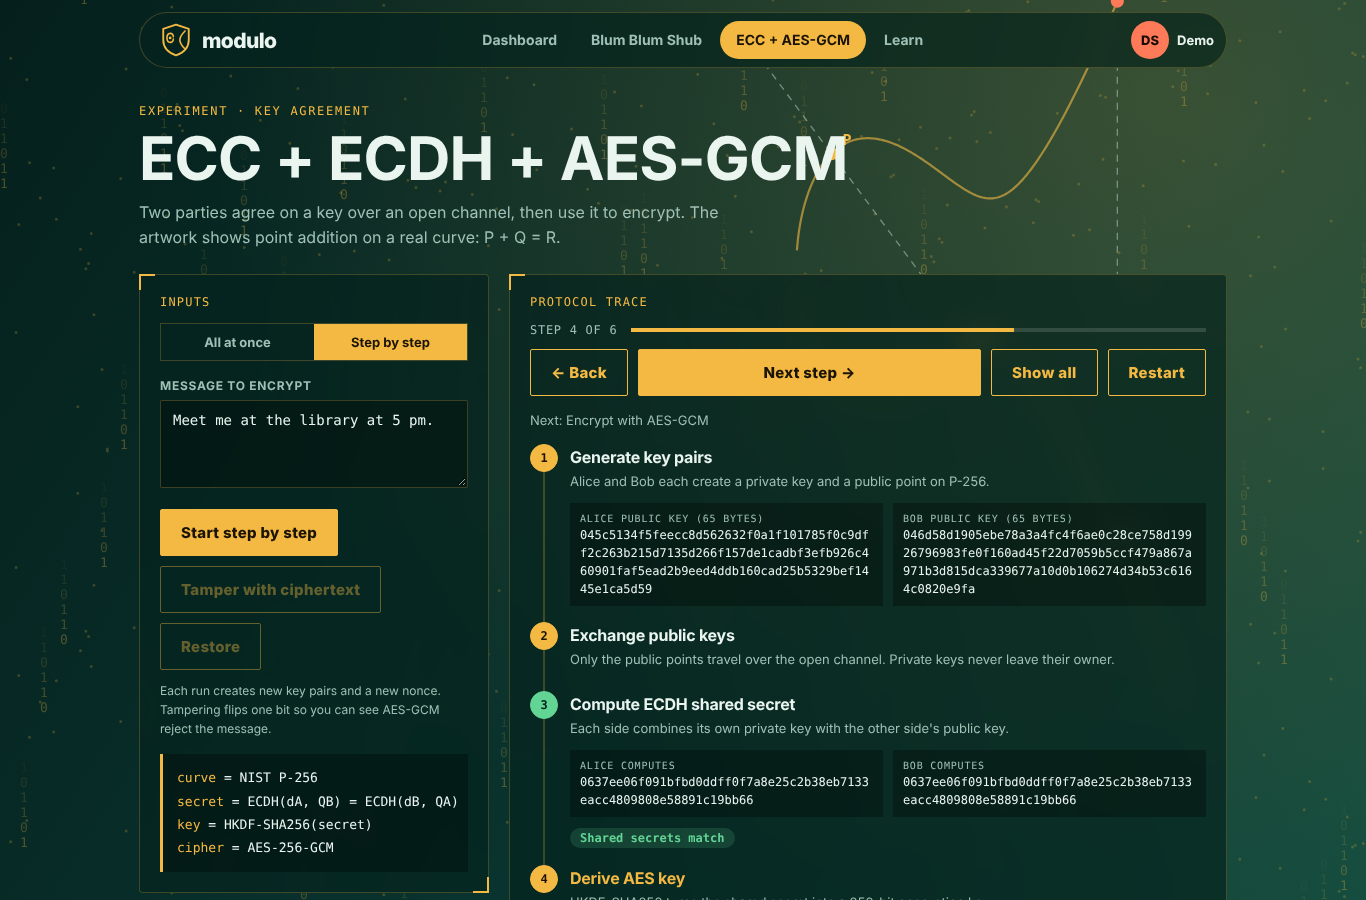 modulo
Dashboard
Blum Blum Shub
ECC + AES-GCM
Learn
DS
Demo
EXPERIMENT · KEY AGREEMENT
ECC + ECDH + AES-GCM
P
Two parties agree on a key over an open channel, then use it to encrypt. The
artwork shows point addition on a real curve: P + Q = R.
INPUTS
All at once
Step by step
MESSAGE TO ENCRYPT
Meet me at the library at 5 pm.
Start step by step
Tamper with ciphertext
Restore
Each run creates new key pairs and a new nonce.
Tampering flips one bit so you can see AES-GCM
reject the message.
curve = NIST P-256
secret = ECDH(dA, QB) = ECDH(dB, QA)
key = HKDF-SHA256(secret)
cipher = AES-256-GCM
PROTOCOL TRACE
STEP 4 OF 6
← Back
Next step →
Show all
Restart
Next: Encrypt with AES-GCM
1
Generate key pairs
Alice and Bob each create a private key and a public point on P-256.
ALICE PUBLIC KEY (65 BYTES)
045c5134f5feecc8d562632f0a1f101785f0c9df
f2c263b215d7135d266f157de1cadbf3efb926c4
60901faf5ead2b9eed4ddb160cad25b5329bef14
45e1ca5d59
BOB PUBLIC KEY (65 BYTES)
046d58d1905ebe78a3a4fc4f6ae0c28ce758d199
26796983fe0f160ad45f22d7059b5ccf479a867a
971b3d815dca339677a10d0b106274d34b53c616
4c0820e9fa
2
Exchange public keys
Only the public points travel over the open channel. Private keys never leave their owner.
3
Compute ECDH shared secret
Each side combines its own private key with the other side's public key.
ALICE COMPUTES
0637ee06f091bfbd0ddff0f7a8e25c2b38eb7133
eacc4809808e58891c19bb66
BOB COMPUTES
0637ee06f091bfbd0ddff0f7a8e25c2b38eb7133
eacc4809808e58891c19bb66
Shared secrets match
4
Derive AES key